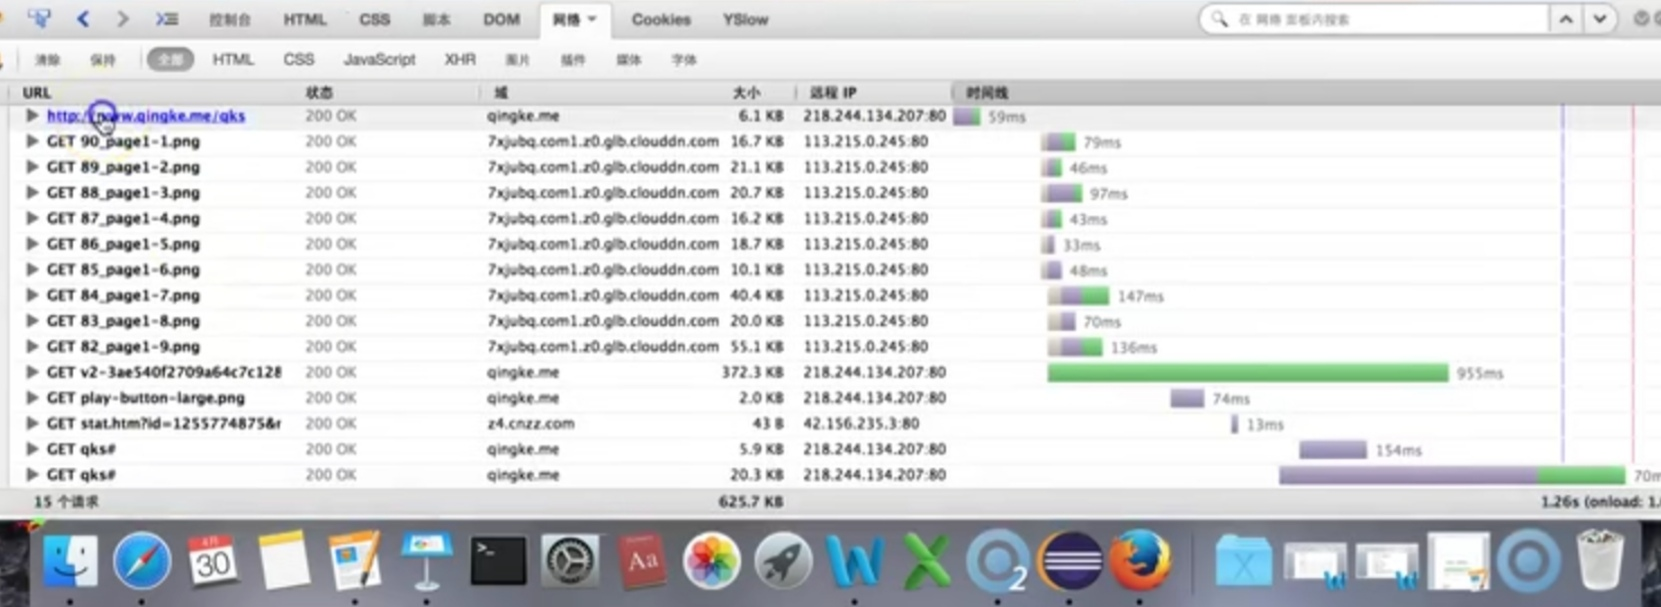 控制台 HTML CSS 脚本 DOM 网络 Cookies YSlow 在 网络 面板内搜索
清除 保持 全部 HTML CSS JavaScript XHR 图片 插件 媒体 字体
URL 状态 域 大小 远程 IP 时间线
http://www.qingke.me/qks 200 OK qingke.me 6.1 KB 218.244.134.207:80 59ms
GET 90_page1-1.png 200 OK 7xjubq.com1.z0.glb.clouddn.com 16.7 KB 113.215.0.245:80 79ms
GET 89_page1-2.png 200 OK 7xjubq.com1.z0.glb.clouddn.com 21.1 KB 113.215.0.245:80 46ms
GET 88_page1-3.png 200 OK 7xjubq.com1.z0.glb.clouddn.com 20.7 KB 113.215.0.245:80 97ms
GET 87_page1-4.png 200 OK 7xjubq.com1.z0.glb.clouddn.com 16.2 KB 113.215.0.245:80 43ms
GET 86_page1-5.png 200 OK 7xjubq.com1.z0.glb.clouddn.com 18.7 KB 113.215.0.245:80 33ms
GET 85_page1-6.png 200 OK 7xjubq.com1.z0.glb.clouddn.com 10.1 KB 113.215.0.245:80 48ms
GET 84_page1-7.png 200 OK 7xjubq.com1.z0.glb.clouddn.com 40.4 KB 113.215.0.245:80 147ms
GET 83_page1-8.png 200 OK 7xjubq.com1.z0.glb.clouddn.com 20.0 KB 113.215.0.245:80 70ms
GET 82_page1-9.png 200 OK 7xjubq.com1.z0.glb.clouddn.com 55.1 KB 113.215.0.245:80 136ms
GET v2-3ae540f2709a64c7c128 200 OK qingke.me 372.3 KB 218.244.134.207:80 955ms
GET play-button-large.png 200 OK qingke.me 2.0 KB 218.244.134.207:80 74ms
GET stat.htm?id=1255774875&r 200 OK z4.cnzz.com 43 B 42.156.235.3:80 13ms
GET qks# 200 OK qingke.me 5.9 KB 218.244.134.207:80 154ms
GET qks# 200 OK qingke.me 20.3 KB 218.244.134.207:80 70m
15 个请求 625.7 KB 1.26s (onload: 1.
4月
30
Aa
2